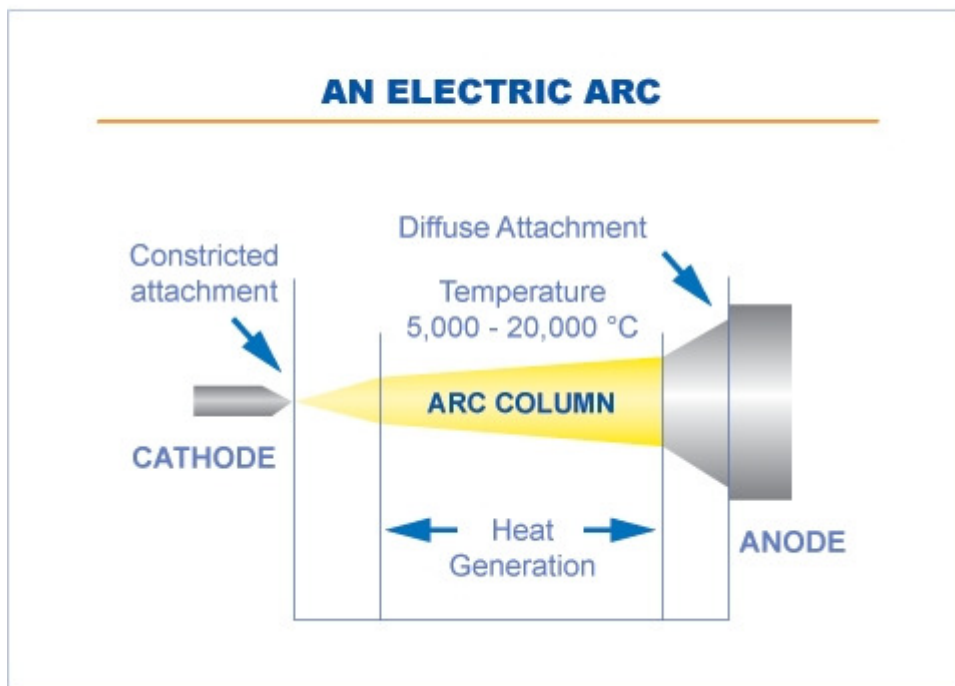 AN ELECTRIC ARC
Diffuse Attachment
Constricted
attachment
Temperature
5,000 - 20,000 °C
ARC COLUMN
CATHODE
Heat
Generation
ANODE